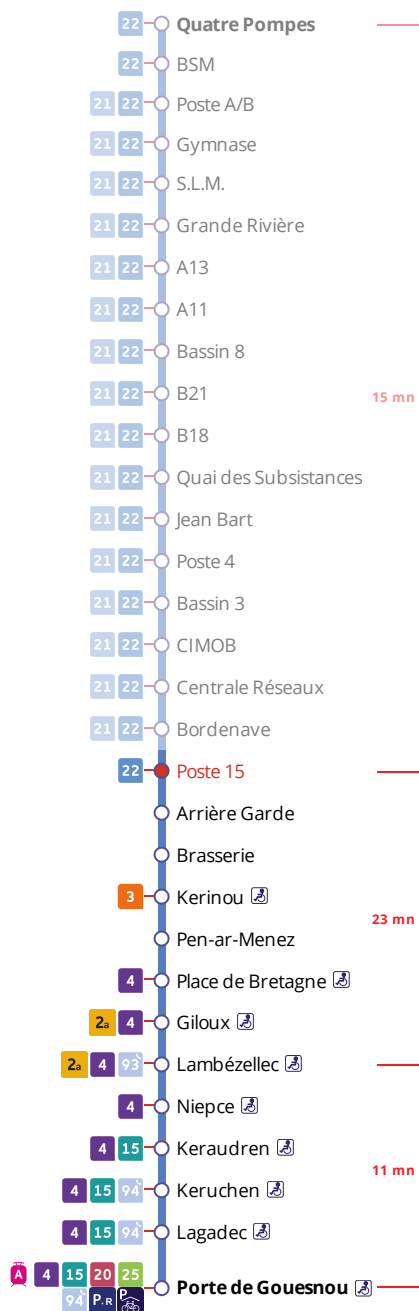 22 Quatre Pompes
22 BSM
21 22 Poste A/B
21 22 Gymnase
21 22 S.L.M.
21 22 Grande Rivière
21 22 A13
21 22 A11
21 22 Bassin 8
21 22 B21 15 mn
21 22 B18
21 22 Quai des Subsistances
21 22 Jean Bart
21 22 Poste 4
21 22 Bassin 3
21 22 CIMOB
21 22 Centrale Réseaux
21 22 Bordenave
22 Poste 15
Arrière Garde
Brasserie
3 Kerinou
23 mn
Pen-ar-Menez
4 Place de Bretagne
2a 4 Giloux
2a 4 93 Lambézellec
4 Niepce
4 15 Keraudren
11 mn
4 15 94 Keruchen
4 15 94 Lagadec
A 4 15 20 25
Porte de Gouesnou
94 P.R P